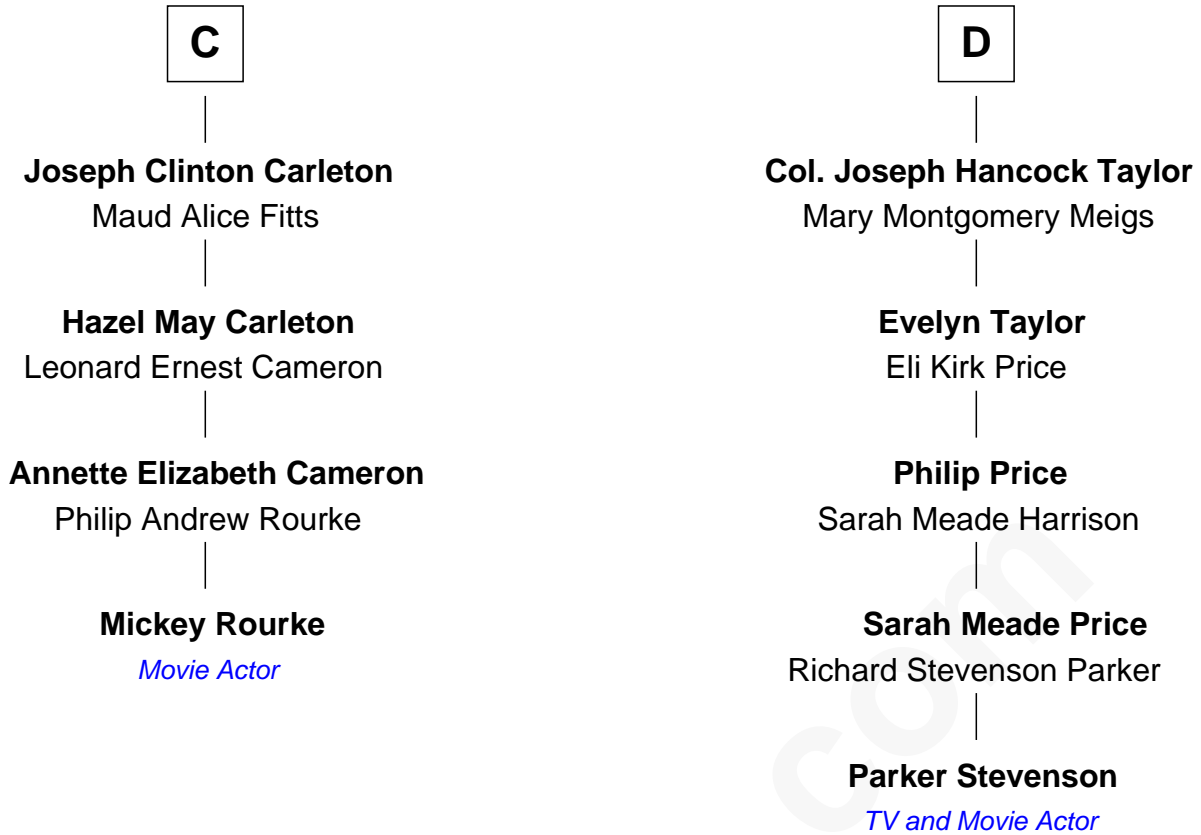 C
Joseph Clinton Carleton
Maud Alice Fitts
Hazel May Carleton
Leonard Ernest Cameron
Annette Elizabeth Cameron
Philip Andrew Rourke
Mickey Rourke
Movie Actor
D
Col. Joseph Hancock Taylor
Mary Montgomery Meigs
Evelyn Taylor
Eli Kirk Price
Philip Price
Sarah Meade Harrison
Sarah Meade Price
Richard Stevenson Parker
Parker Stevenson
TV and Movie Actor
com